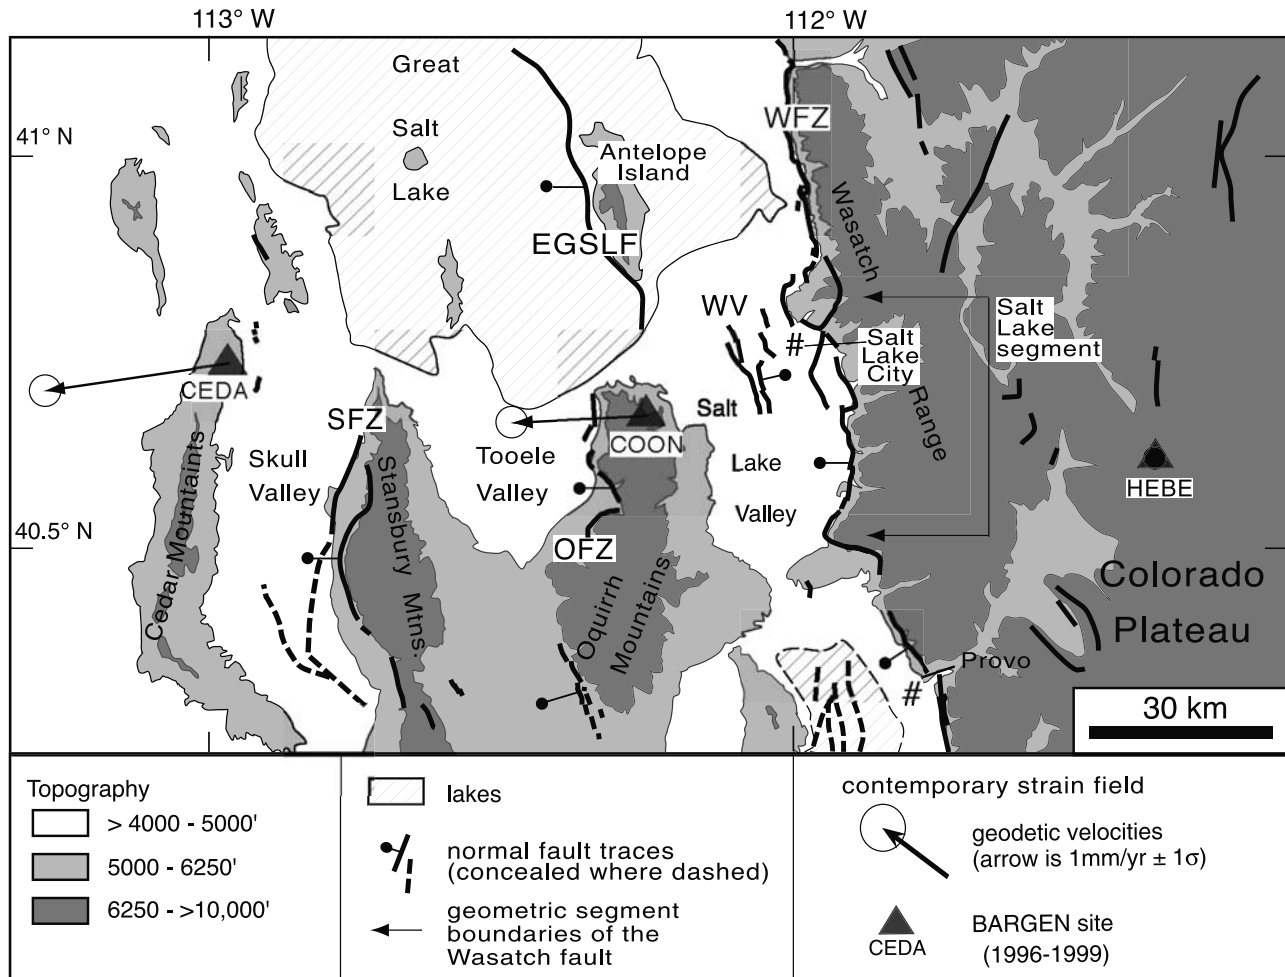 113° W
112° W
41° N
40.5° N
Great
Salt
Lake
Antelope
Island
EGSLF
WFZ
Wasatch
Range
WV
#
Salt
Lake
City
Salt
Lake
segment
CEDA
SFZ
Skull
Valley
Cedar Mountaints
Stansbury
Mtns.
Tooele
Valley
COON
OFZ
Oquirrh
Mountains
Salt
Lake
Valley
HEBE
Colorado
Plateau
Provo
#
30 km
Topography
> 4000 - 5000'
5000 - 6250'
6250 - >10,000'
lakes
normal fault traces
(concealed where dashed)
geometric segment
boundaries of the
Wasatch fault
contemporary strain field
geodetic velocities
(arrow is 1mm/yr ± 1σ)
CEDA
BARGEN site
(1996-1999)